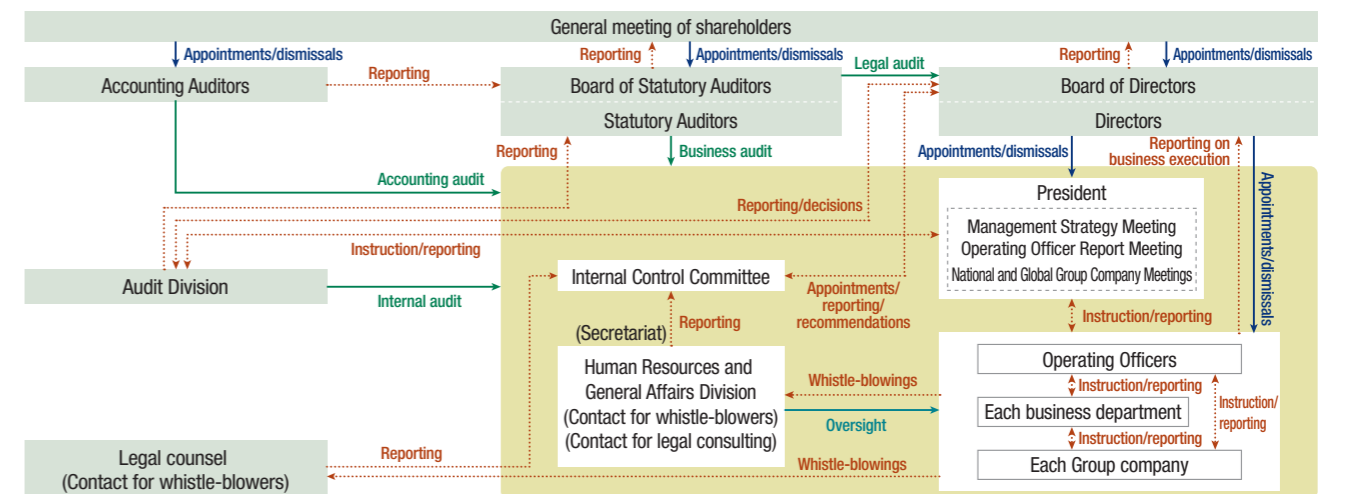 General meeting of shareholders
Appointments/dismissals
Reporting
Appointments/dismissals
Reporting
Appointments/dismissals
Accounting Auditors
Reporting
Board of Statutory Auditors
Legal audit
Board of Directors
Statutory Auditors
Directors
Reporting
Business audit
Appointments/dismissals
Reporting on
business execution
Accounting audit
Appointments/dismissals
President
Reporting/decisions
Management Strategy Meeting
Operating Officer Report Meeting
National and Global Group Company Meetings
Instruction/reporting
Audit Division
Internal audit
Internal Control Committee
Appointments/
reporting/
recommendations
Reporting
(Secretariat)
Instruction/reporting
Human Resources and
General Affairs Division
(Contact for whistle-blowers)
(Contact for legal consulting)
Whistle-blowings
Oversight
Operating Officers
Instruction/reporting
Each business department
Instruction/
reporting
Instruction/reporting
Each Group company
Legal counsel
(Contact for whistle-blowers)
Reporting
Whistle-blowings